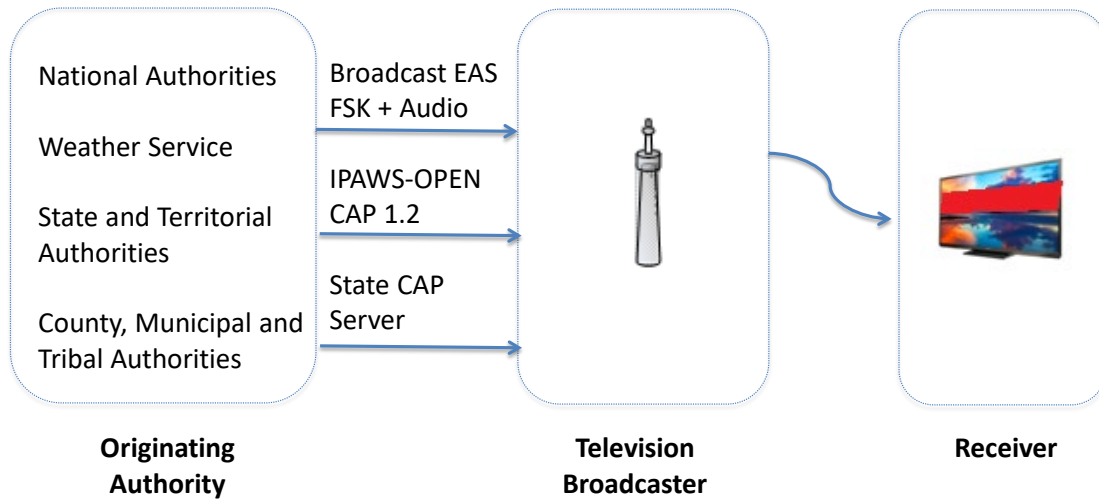 National Authorities
Weather Service
State and Territorial
Authorities
County, Municipal and
Tribal Authorities
Broadcast EAS
FSK + Audio
IPAWS-OPEN
CAP 1.2
State CAP
Server
Originating
Authority
Television
Broadcaster
Receiver